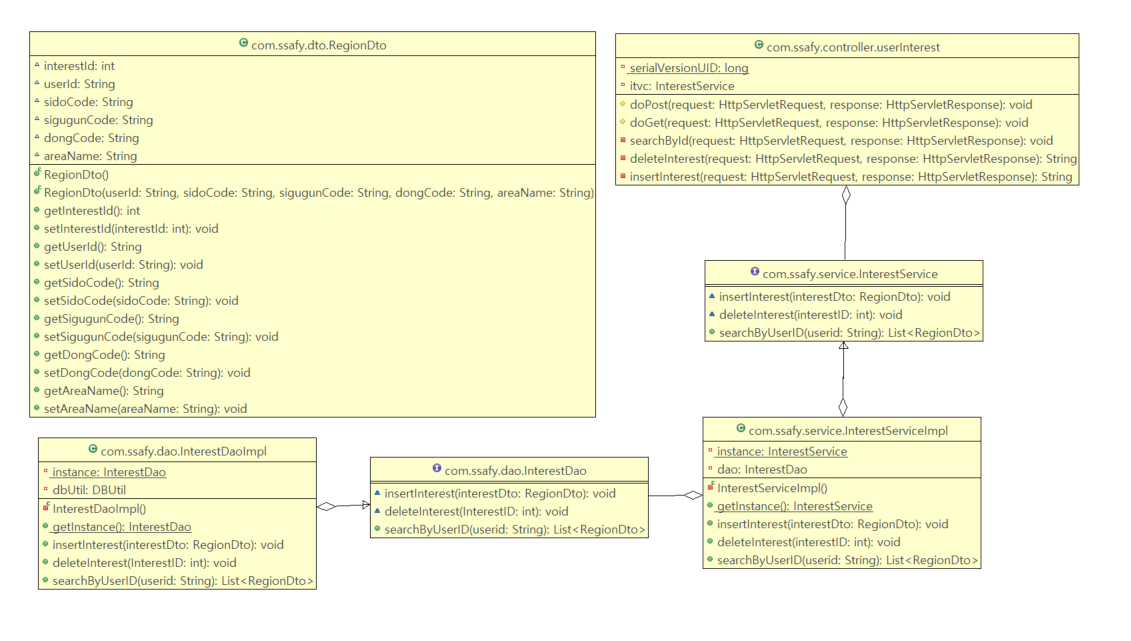 com.ssafy.dto.RegionDto
interestId: int
userId: String
sidoCode: String
sigugunCode: String
dongCode: String
areaName: String
RegionDto()
RegionDto(userId: String, sidoCode: String, sigugunCode: String, dongCode: String, areaName: String)
getInterestId(): int
setInterestId(interestId: int): void
getUserId(): String
setUserId(userId: String): void
getSidoCode(): String
setSidoCode(sidoCode: String): void
getSigugunCode(): String
setSigugunCode(sigugunCode: String): void
getDongCode(): String
setDongCode(dongCode: String): void
getAreaName(): String
setAreaName(areaName: String): void
com.ssafy.controller.userInterest
serialVersionUID: long
itvc: InterestService
doPost(request: HttpServletRequest, response: HttpServletResponse): void
doGet(request: HttpServletRequest, response: HttpServletResponse): void
searchById(request: HttpServletRequest, response: HttpServletResponse): void
deleteInterest(request: HttpServletRequest, response: HttpServletResponse): String
insertInterest(request: HttpServletRequest, response: HttpServletResponse): String
com.ssafy.service.InterestService
insertInterest(interestDto: RegionDto): void
deleteInterest(interestID: int): void
searchByUserID(userid: String): List<RegionDto>
com.ssafy.dao.InterestDaoImpl
instance: InterestDao
dbUtil: DBUtil
InterestDaoImpl()
getInstance(): InterestDao
insertInterest(interestDto: RegionDto): void
deleteInterest(InterestID: int): void
searchByUserID(userid: String): List<RegionDto>
com.ssafy.dao.InterestDao
insertInterest(interestDto: RegionDto): void
deleteInterest(InterestID: int): void
searchByUserID(userid: String): List<RegionDto>
com.ssafy.service.InterestServiceImpl
instance: InterestService
dao: InterestDao
InterestServiceImpl()
getInstance(): InterestService
insertInterest(interestDto: RegionDto): void
deleteInterest(interestID: int): void
searchByUserID(userid: String): List<RegionDto>